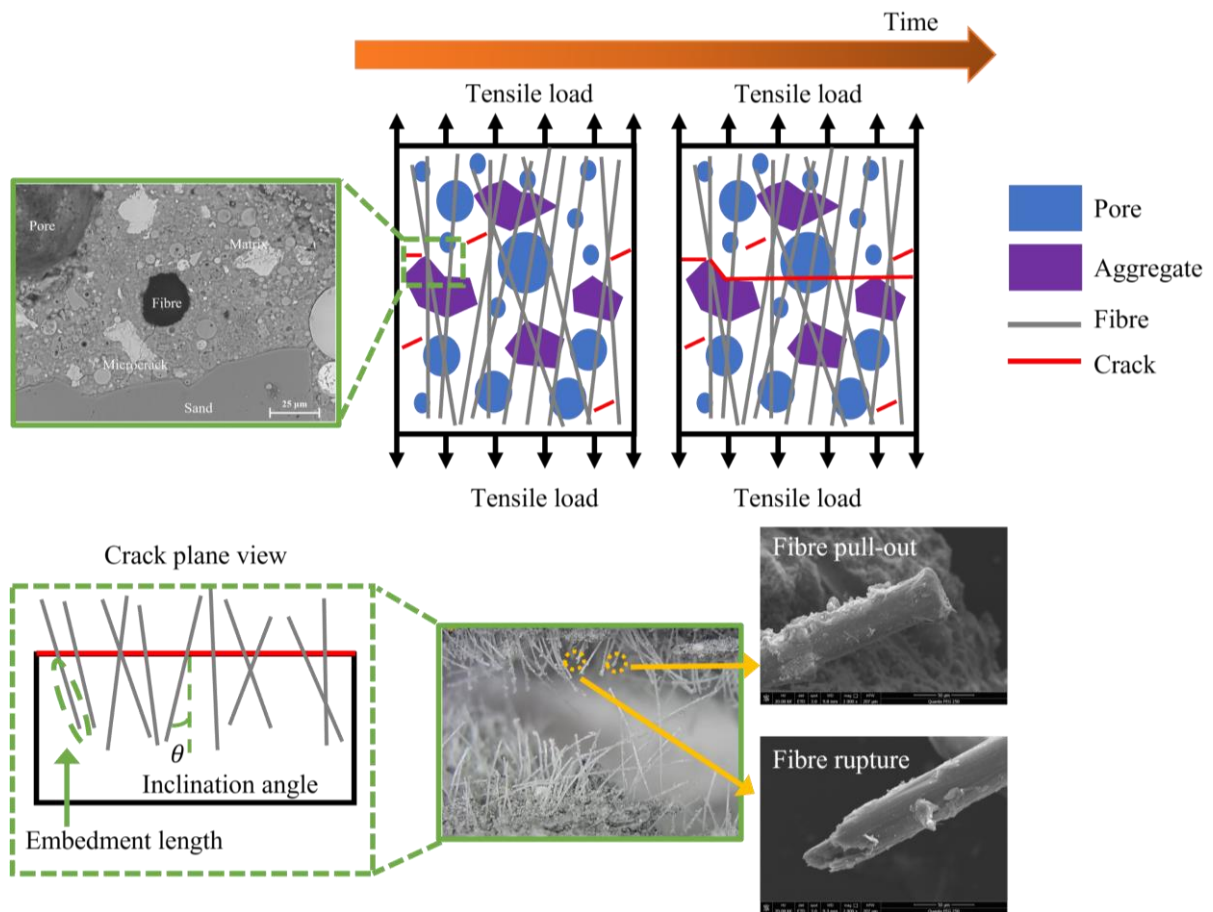 Time
Tensile load
Tensile load
Pore
Matrix
Fibre
Microcrack
Sand
25 µm
Pore
Aggregate
Fibre
Crack
Tensile load
Tensile load
Crack plane view
θ
Inclination angle
Embedment length
Fibre pull-out
Fibre rupture